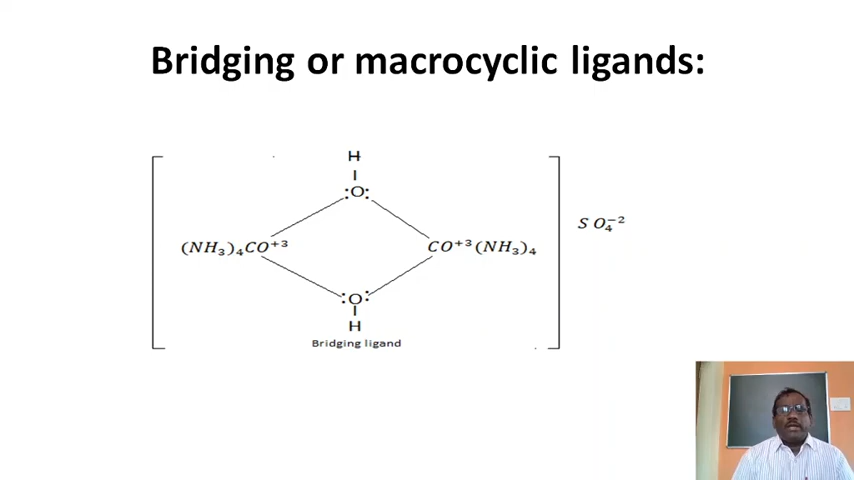 Bridging or macrocyclic ligands:
H
:O:
(NH₃)₄CO⁺³ CO⁺³(NH₃)₄ S O₄⁻²
:O:
H
Bridging ligand